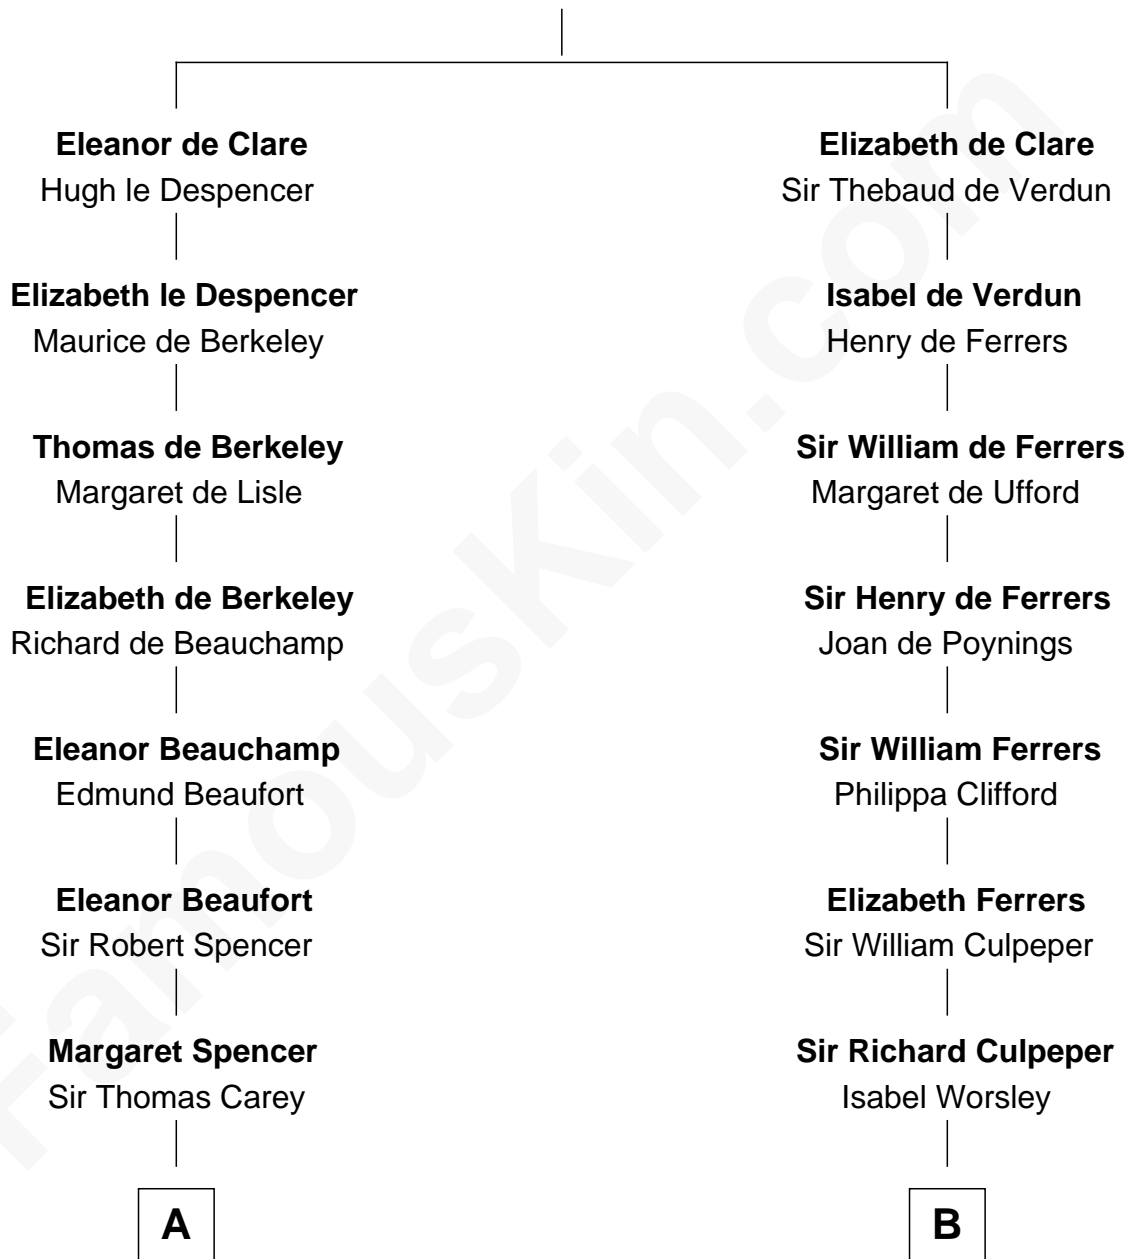 Eleanor de Clare
Hugh le Despencer
Elizabeth le Despencer
Maurice de Berkeley
Thomas de Berkeley
Margaret de Lisle
Elizabeth de Berkeley
Richard de Beauchamp
Eleanor Beauchamp
Edmund Beaufort
Eleanor Beaufort
Sir Robert Spencer
Margaret Spencer
Sir Thomas Carey
A
Elizabeth de Clare
Sir Thebaud de Verdun
Isabel de Verdun
Henry de Ferrers
Sir William de Ferrers
Margaret de Ufford
Sir Henry de Ferrers
Joan de Poynings
Sir William Ferrers
Philippa Clifford
Elizabeth Ferrers
Sir William Culpeper
Sir Richard Culpeper
Isabel Worsley
B
FamousKin.com